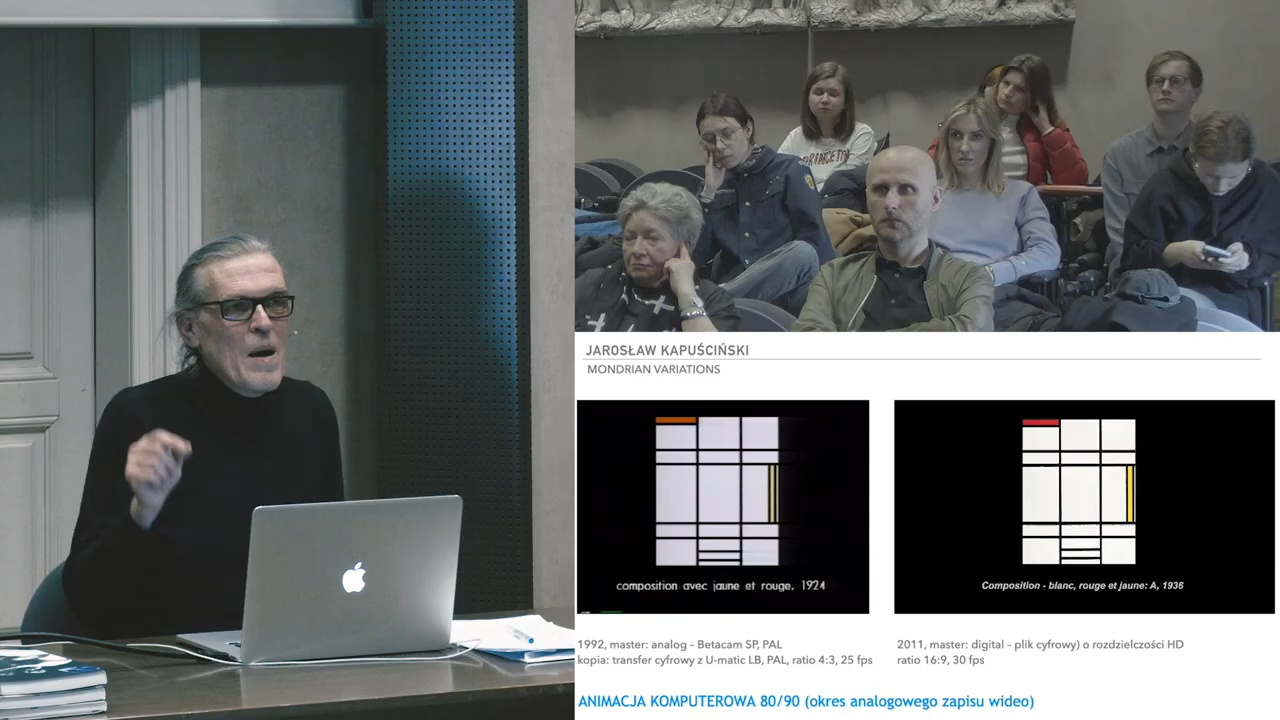 JAROSŁAW KAPUŚCIŃSKI
MONDRIAN VARIATIONS
composition avec jaune et rouge, 1924
Composition - blanc, rouge et jaune: A, 1936
1992, master: analog – Betacam SP, PAL
kopia: transfer cyfrowy z U-matic LB, PAL, ratio 4:3, 25 fps
2011, master: digital – plik cyfrowy) o rozdzielczości HD
ratio 16:9, 30 fps
ANIMACJA KOMPUTEROWA 80/90 (okres analogowego zapisu wideo)